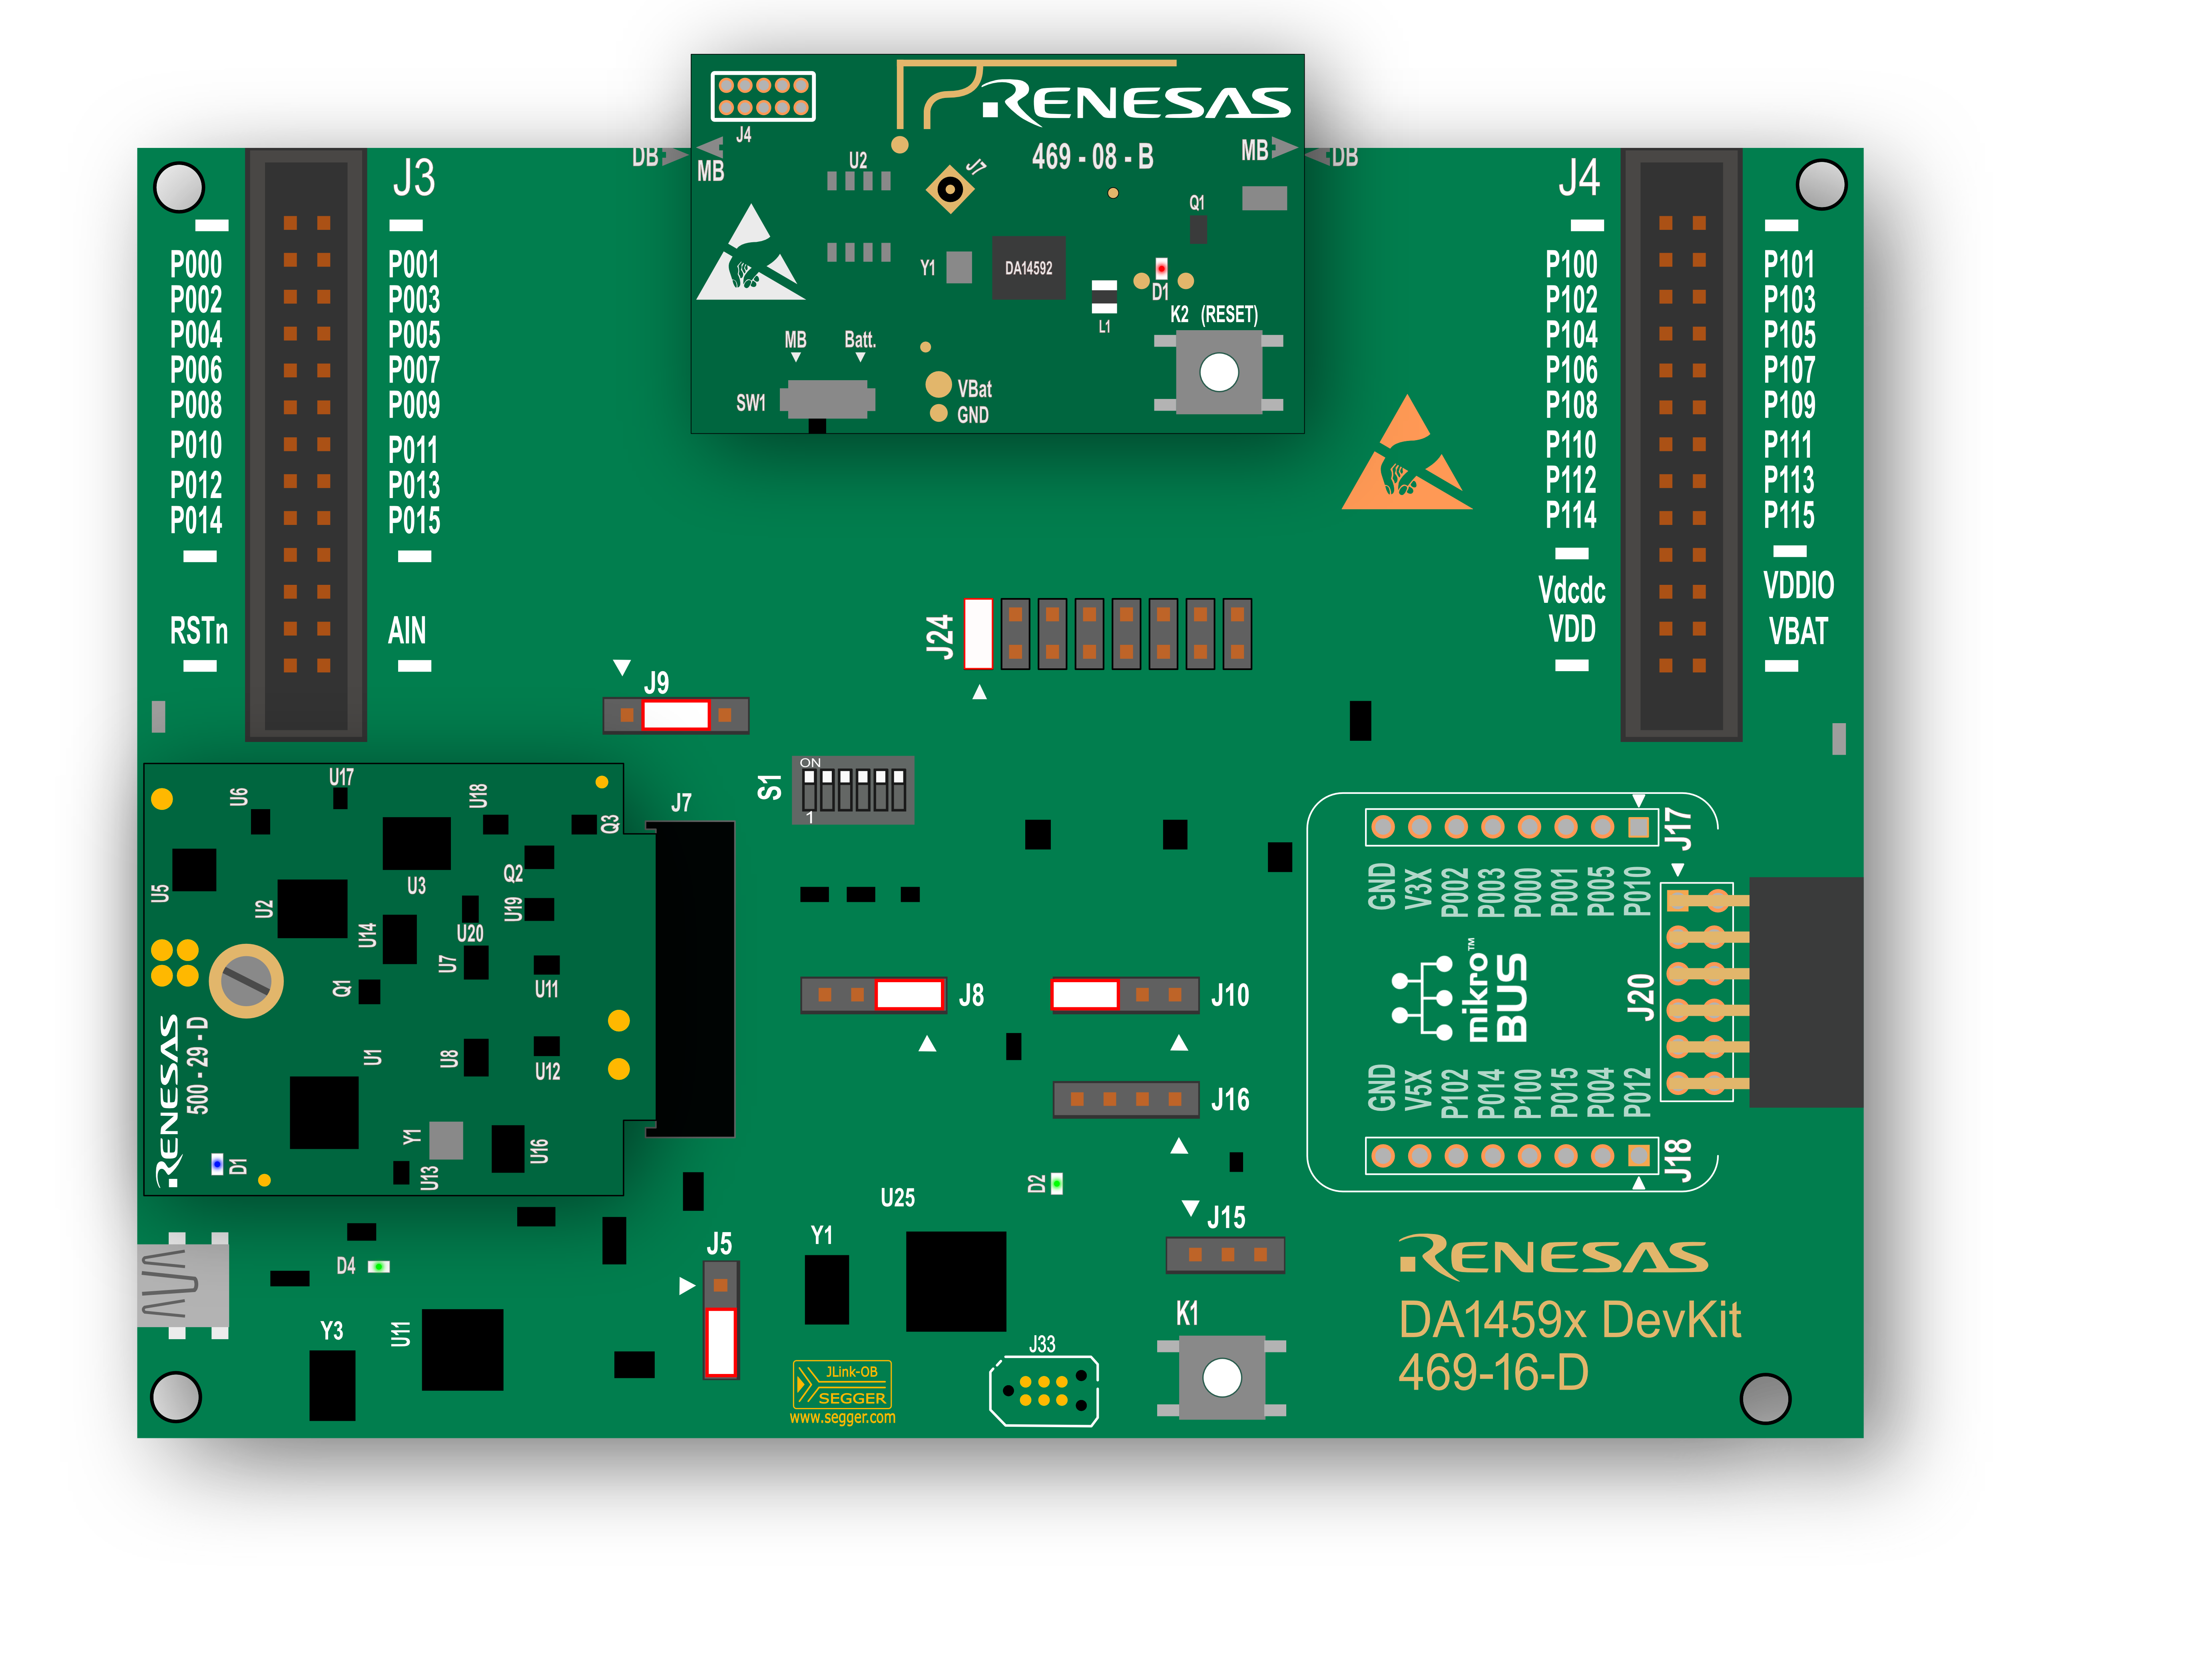 J4
RENESAS
DB
MB
U2
J7
469 - 08 - B
MB
DB
Q1
Y1
DA14592
D1
L1
K2 (RESET)
MB
Batt.
SW1
VBat
GND
J3
P000
P001
P002
P003
P004
P005
P006
P007
P008
P009
P010
P011
P012
P013
P014
P015
RSTn
AIN
J4
P100
P101
P102
P103
P104
P105
P106
P107
P108
P109
P110
P111
P112
P113
P114
P115
Vdcdc
VDDIO
VDD
VBAT
J24
J9
S1
ON
1
J7
U17
U6
U18
Q3
U5
U3
Q2
U2
U19
U14
U20
U7
Q1
U11
U1
U8
U12
RENESAS
500 - 29 - D
Y1
U16
D1
U13
J8
J10
J16
J17
GND
V3X
P002
P003
P000
P001
P005
P010
mikro™
BUS
J20
GND
V5X
P102
P014
P100
P015
P004
P012
J18
D2
U25
J15
Y1
J5
D4
Y3
U11
K1
J33
JLink-OB
SEGGER
www.segger.com
RENESAS
DA1459x DevKit
469-16-D